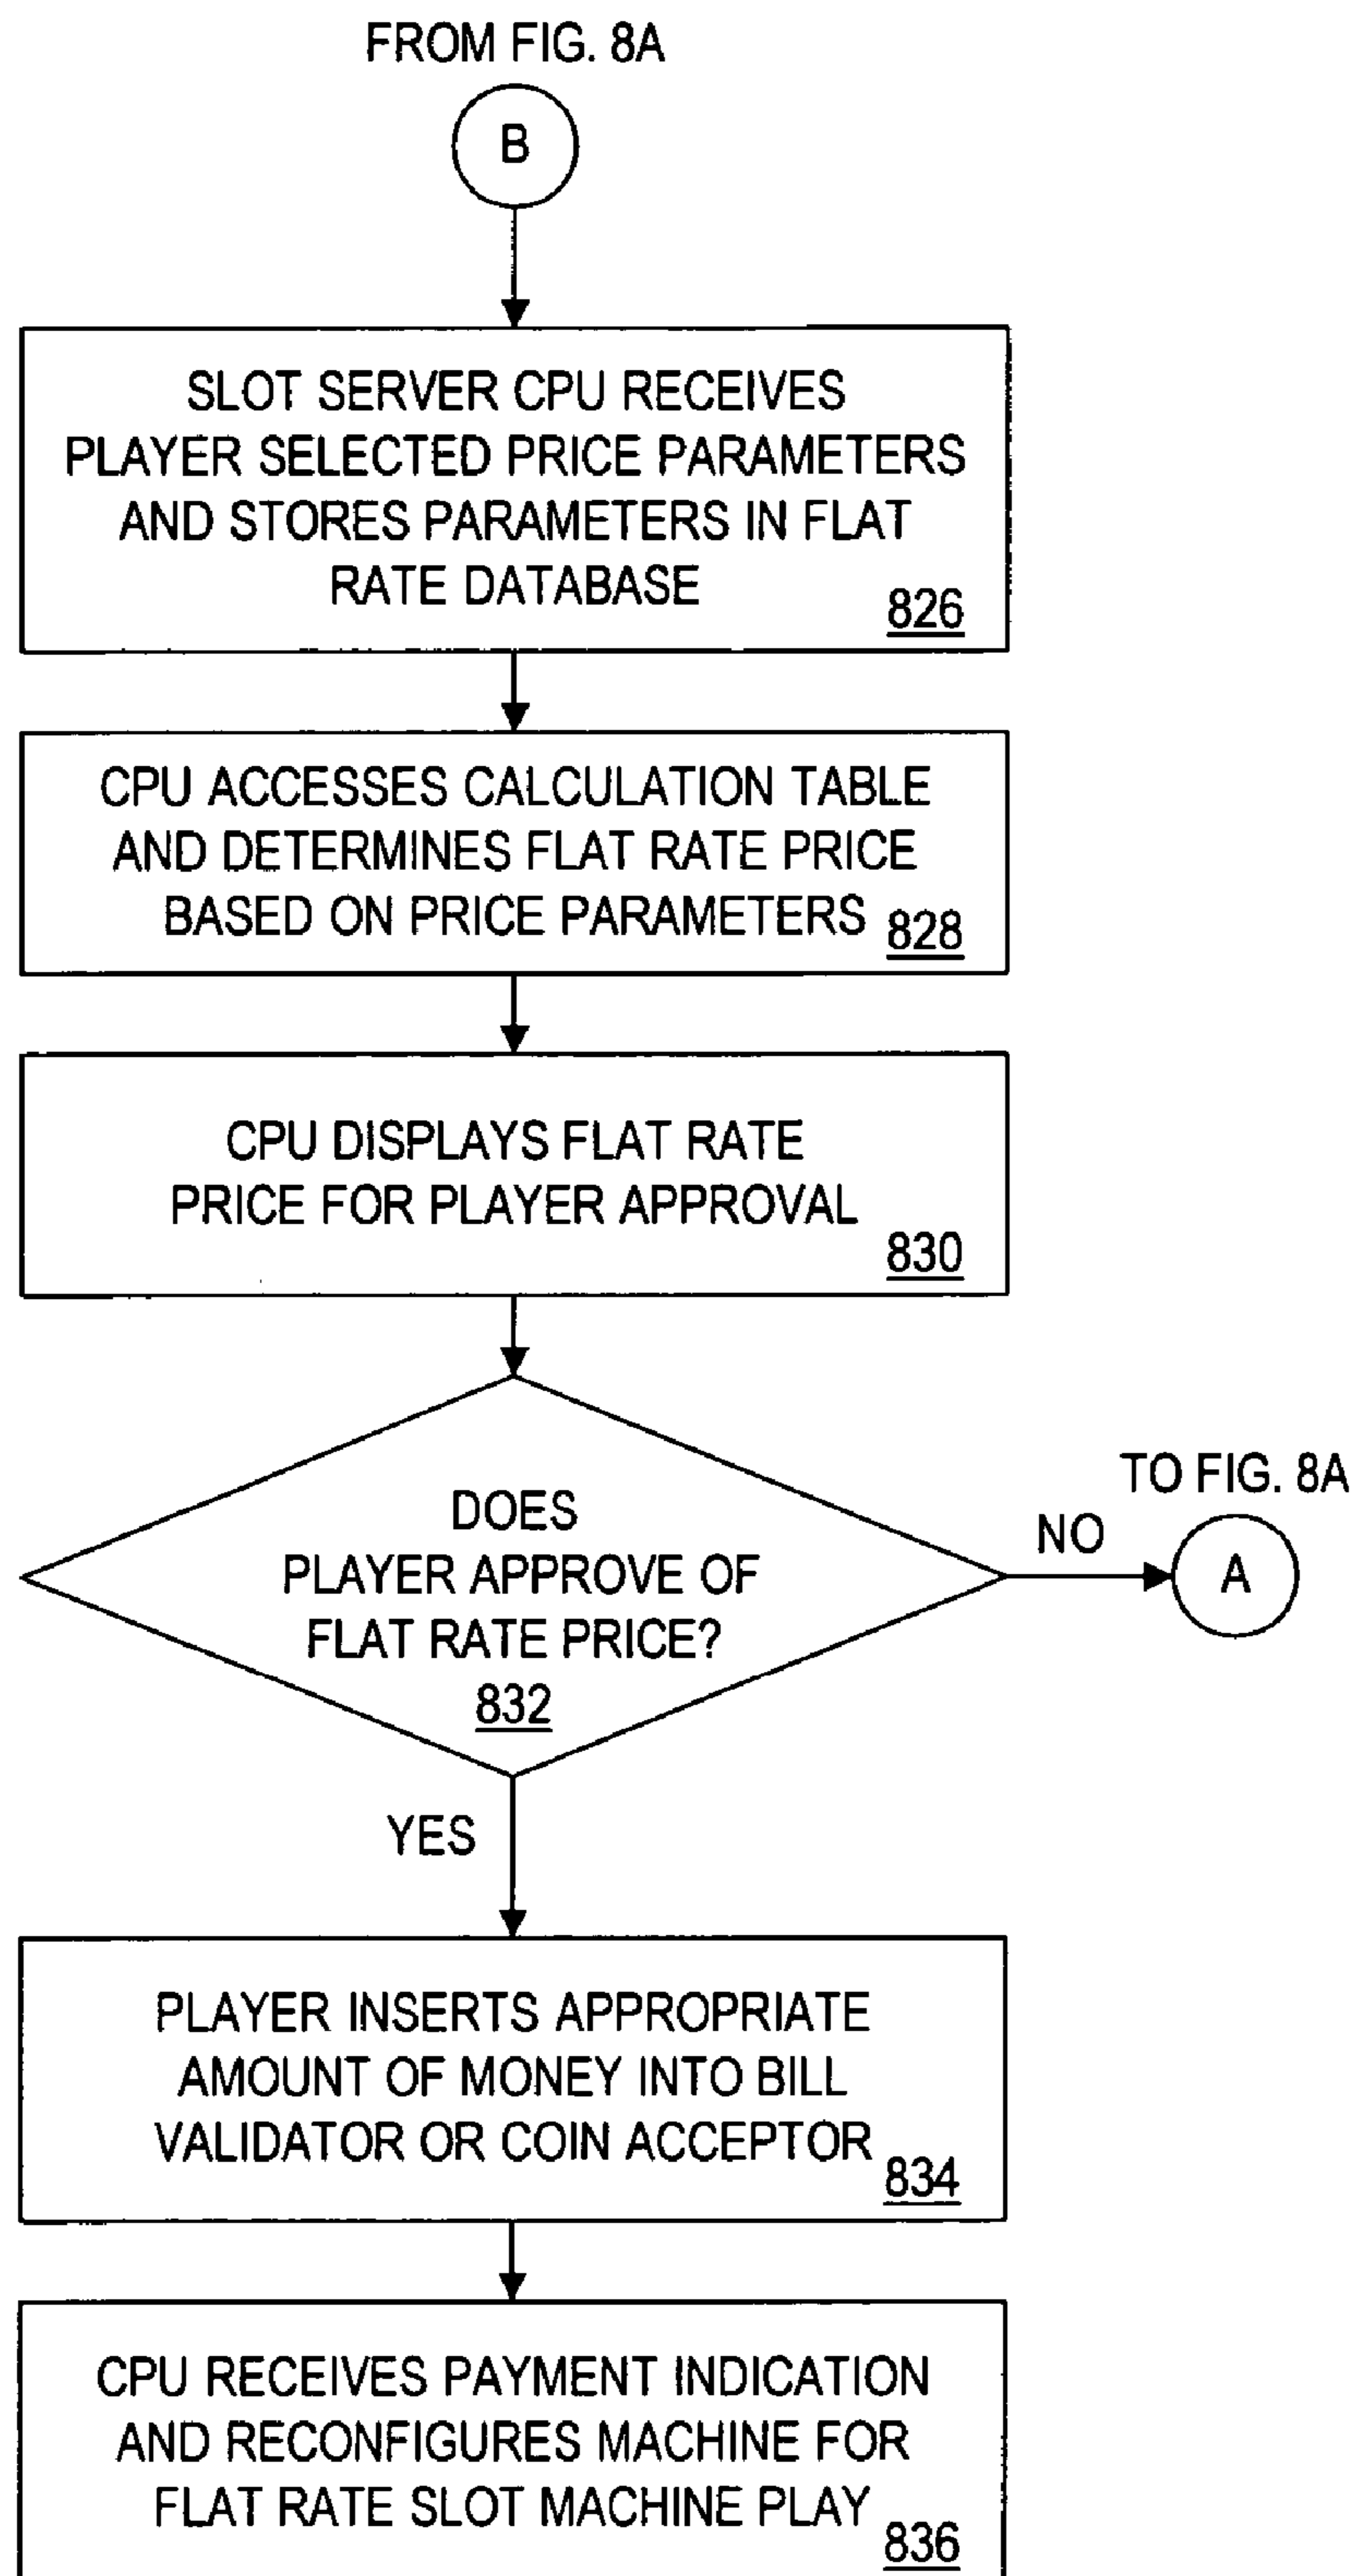 FROM FIG. 8A
B
SLOT SERVER CPU RECEIVES
PLAYER SELECTED PRICE PARAMETERS
AND STORES PARAMETERS IN FLAT
RATE DATABASE
826
CPU ACCESSES CALCULATION TABLE
AND DETERMINES FLAT RATE PRICE
BASED ON PRICE PARAMETERS
828
CPU DISPLAYS FLAT RATE
PRICE FOR PLAYER APPROVAL
830
DOES
PLAYER APPROVE OF
FLAT RATE PRICE?
832
NO
TO FIG. 8A
A
YES
PLAYER INSERTS APPROPRIATE
AMOUNT OF MONEY INTO BILL
VALIDATOR OR COIN ACCEPTOR
834
CPU RECEIVES PAYMENT INDICATION
AND RECONFIGURES MACHINE FOR
FLAT RATE SLOT MACHINE PLAY
836